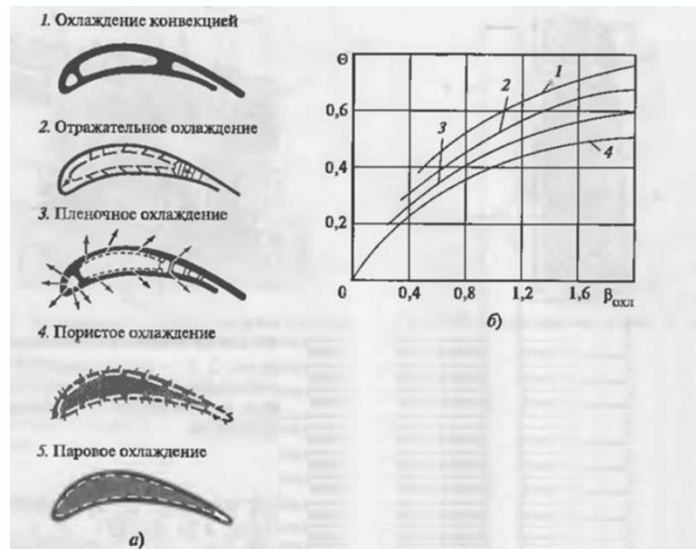 1. Охлаждение конвекцией
2. Отражательное охлаждение
3. Пленочное охлаждение
4. Пористое охлаждение
5. Паровое охлаждение
а)
Θ
0,6
0,4
0,2
0
0,4
0,8
1,2
1,6
βохл
1
2
3
4
б)